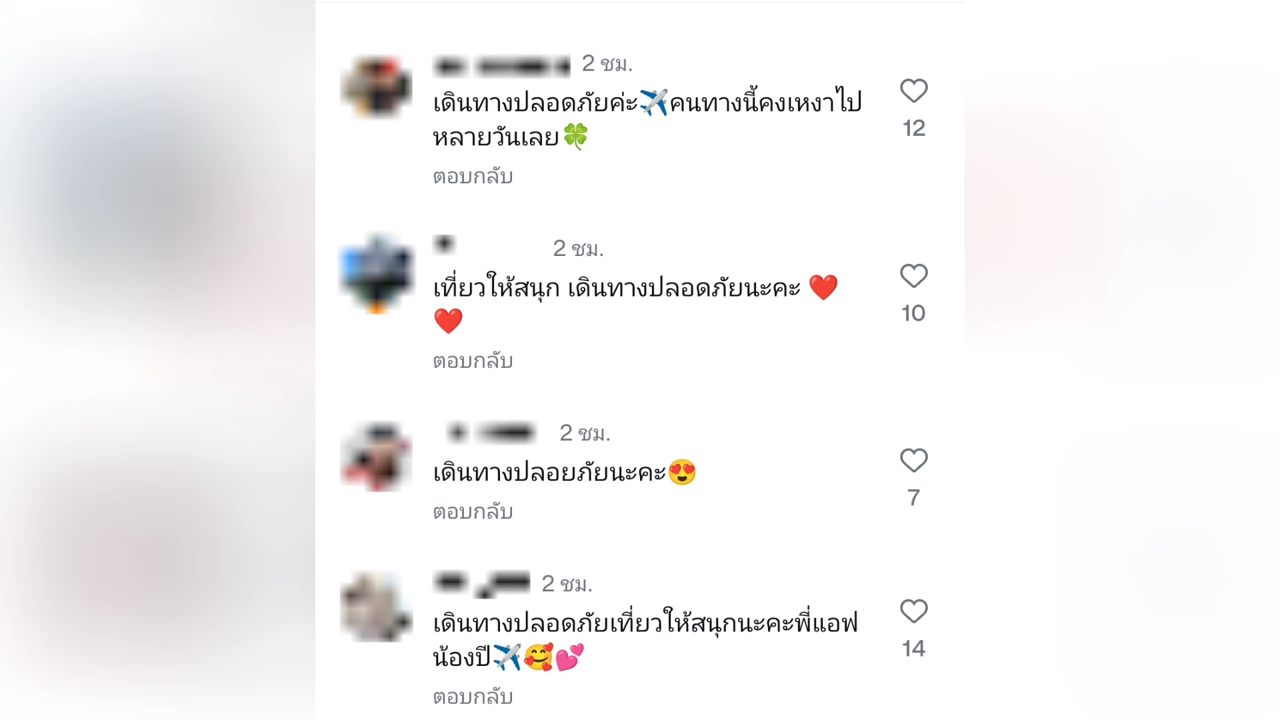 2 ชม.
เดินทางปลอดภัยค่ะ✈️คนทางนี้คงเหงาไป
หลายวันเลย🍀
12
ตอบกลับ
2 ชม.
เที่ยวให้สนุก เดินทางปลอดภัยนะคะ ❤️
❤️
10
ตอบกลับ
2 ชม.
เดินทางปลอยภัยนะคะ😍
7
ตอบกลับ
2 ชม.
เดินทางปลอดภัยเที่ยวให้สนุกนะคะพี่แอฟ
น้องปี✈️🥰💕
14
ตอบกลับ